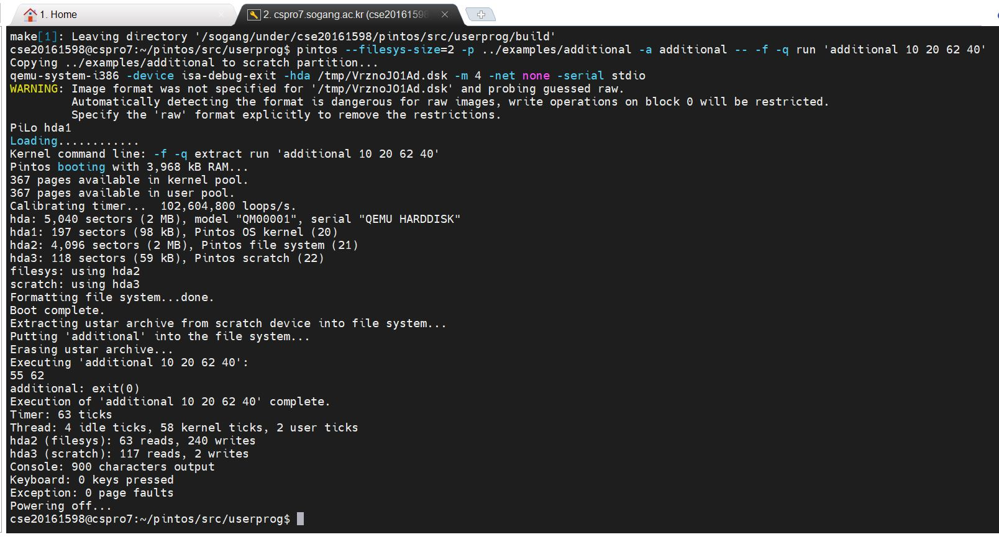 1. Home
2. cspro7.sogang.ac.kr (cse20161598
make[1]: Leaving directory '/sogang/under/cse20161598/pintos/src/userprog/build'
cse20161598@cspro7:~/pintos/src/userprog$ pintos --filesys-size=2 -p ../examples/additional -a additional -- -f -q run 'additional 10 20 62 40'
Copying ../examples/additional to scratch partition...
qemu-system-i386 -device isa-debug-exit -hda /tmp/VrznoJO1Ad.dsk -m 4 -net none -serial stdio
WARNING: Image format was not specified for '/tmp/VrznoJO1Ad.dsk' and probing guessed raw.
         Automatically detecting the format is dangerous for raw images, write operations on block 0 will be restricted.
         Specify the 'raw' format explicitly to remove the restrictions.
PiLo hda1
Loading............
Kernel command line: -f -q extract run 'additional 10 20 62 40'
Pintos booting with 3,968 kB RAM...
367 pages available in kernel pool.
367 pages available in user pool.
Calibrating timer...  102,604,800 loops/s.
hda: 5,040 sectors (2 MB), model "QM00001", serial "QEMU HARDDISK"
hda1: 197 sectors (98 kB), Pintos OS kernel (20)
hda2: 4,096 sectors (2 MB), Pintos file system (21)
hda3: 118 sectors (59 kB), Pintos scratch (22)
filesys: using hda2
scratch: using hda3
Formatting file system...done.
Boot complete.
Extracting ustar archive from scratch device into file system...
Putting 'additional' into the file system...
Erasing ustar archive...
Executing 'additional 10 20 62 40':
55 62
additional: exit(0)
Execution of 'additional 10 20 62 40' complete.
Timer: 63 ticks
Thread: 4 idle ticks, 58 kernel ticks, 2 user ticks
hda2 (filesys): 63 reads, 240 writes
hda3 (scratch): 117 reads, 2 writes
Console: 900 characters output
Keyboard: 0 keys pressed
Exception: 0 page faults
Powering off...
cse20161598@cspro7:~/pintos/src/userprog$